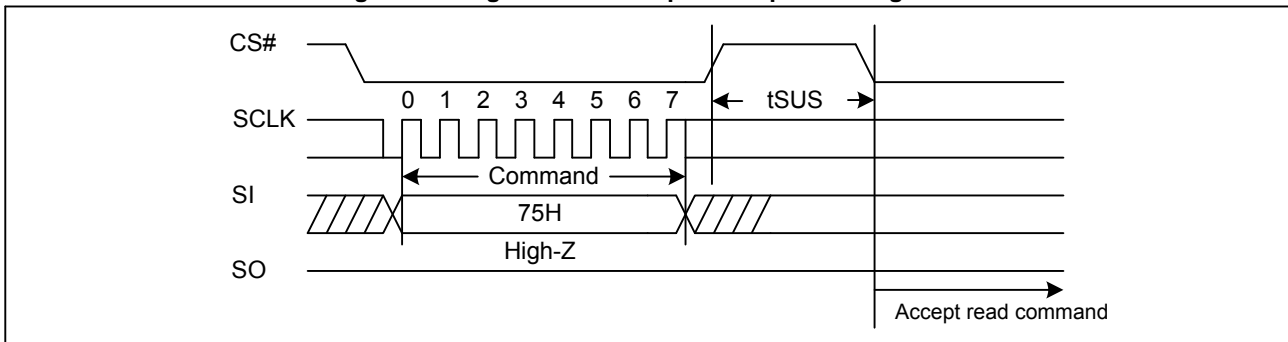 CS#
0 1 2 3 4 5 6 7
tSUS
SCLK
Command
SI
75H
High-Z
SO
Accept read command